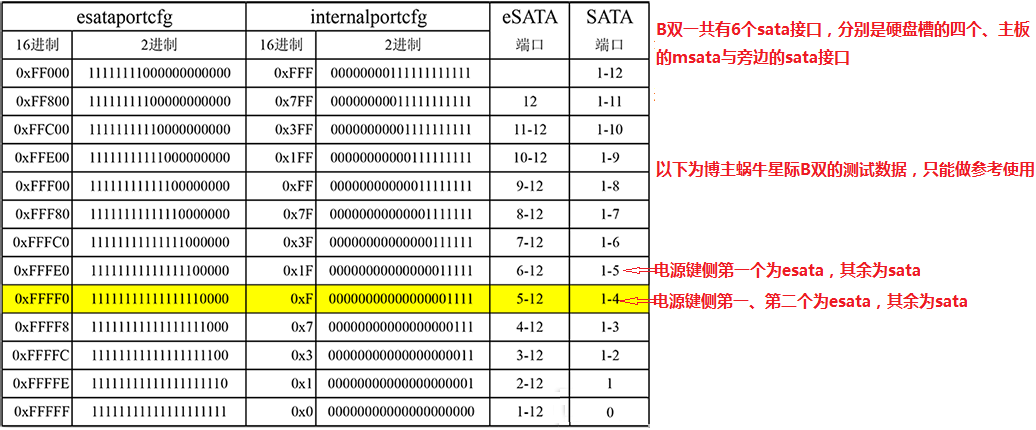 esataportcfg internalportcfg eSATA SATA
16进制 2进制 16进制 2进制 端口 端口
0xFF000 11111111000000000000 0xFFF 00000000111111111111 1-12
0xFF800 11111111100000000000 0x7FF 00000000011111111111 12 1-11
0xFFC00 11111111110000000000 0x3FF 00000000001111111111 11-12 1-10
0xFFE00 11111111111000000000 0x1FF 00000000000111111111 10-12 1-9
0xFFF00 11111111111100000000 0xFF 00000000000011111111 9-12 1-8
0xFFF80 11111111111110000000 0x7F 00000000000001111111 8-12 1-7
0xFFFC0 11111111111111000000 0x3F 00000000000000111111 7-12 1-6
0xFFFE0 11111111111111100000 0x1F 00000000000000011111 6-12 1-5
0xFFFF0 11111111111111110000 0xF 00000000000000001111 5-12 1-4
0xFFFF8 11111111111111111000 0x7 00000000000000000111 4-12 1-3
0xFFFFC 11111111111111111100 0x3 00000000000000000011 3-12 1-2
0xFFFFE 11111111111111111110 0x1 00000000000000000001 2-12 1
0xFFFFF 11111111111111111111 0x0 00000000000000000000 1-12 0
B双一共有6个sata接口，分别是硬盘槽的四个、主板
的msata与旁边的sata接口
以下为博主蜗牛星际B双的测试数据，只能做参考使用
电源键侧第一个为esata，其余为sata
电源键侧第一、第二个为esata，其余为sata